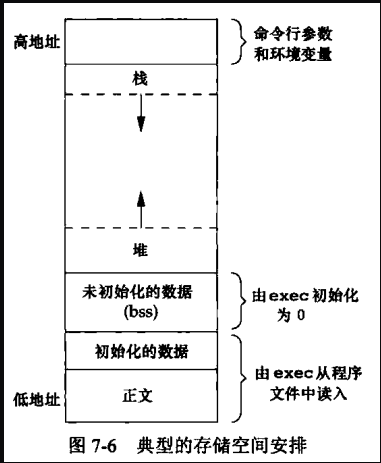 高地址
命令行参数
和环境变量
栈
堆
未初始化的数据
(bss)
由exec初始化
为 0
初始化的数据
由exec从程序
文件中读入
低地址
正文
图 7-6 典型的存储空间安排